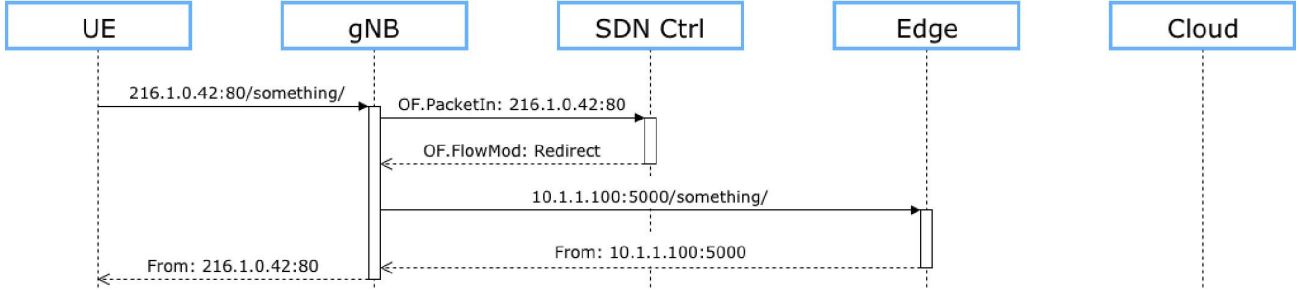 UE
gNB
SDN Ctrl
Edge
Cloud
216.1.0.42:80/something/
OF.PacketIn: 216.1.0.42:80
OF.FlowMod: Redirect
10.1.1.100:5000/something/
From: 10.1.1.100:5000
From: 216.1.0.42:80